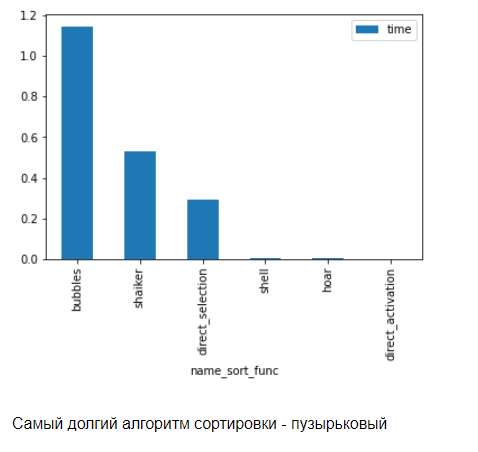 1.2
1.0
0.8
0.6
0.4
0.2
0.0
time
bubbles
shaiker
direct_selection
shell
hoar
direct_activation
name_sort_func
Самый долгий алгоритм сортировки - пузырьковый